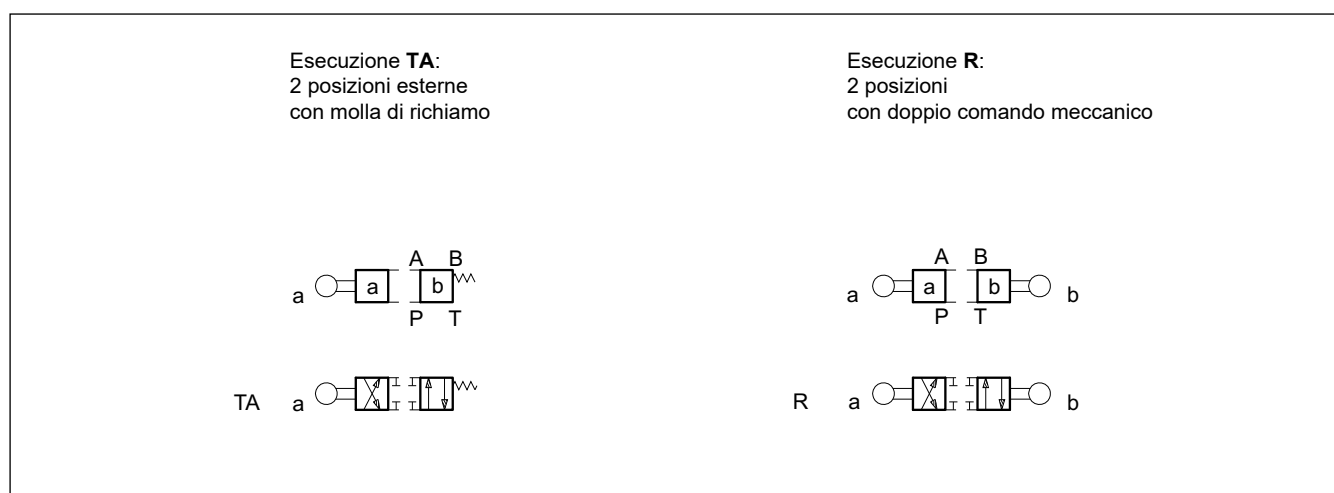 Esecuzione TA:
2 posizioni esterne
con molla di richiamo
A B
a a b
P T
TA a
Esecuzione R:
2 posizioni
con doppio comando meccanico
A B
a a b b
P T
R a b